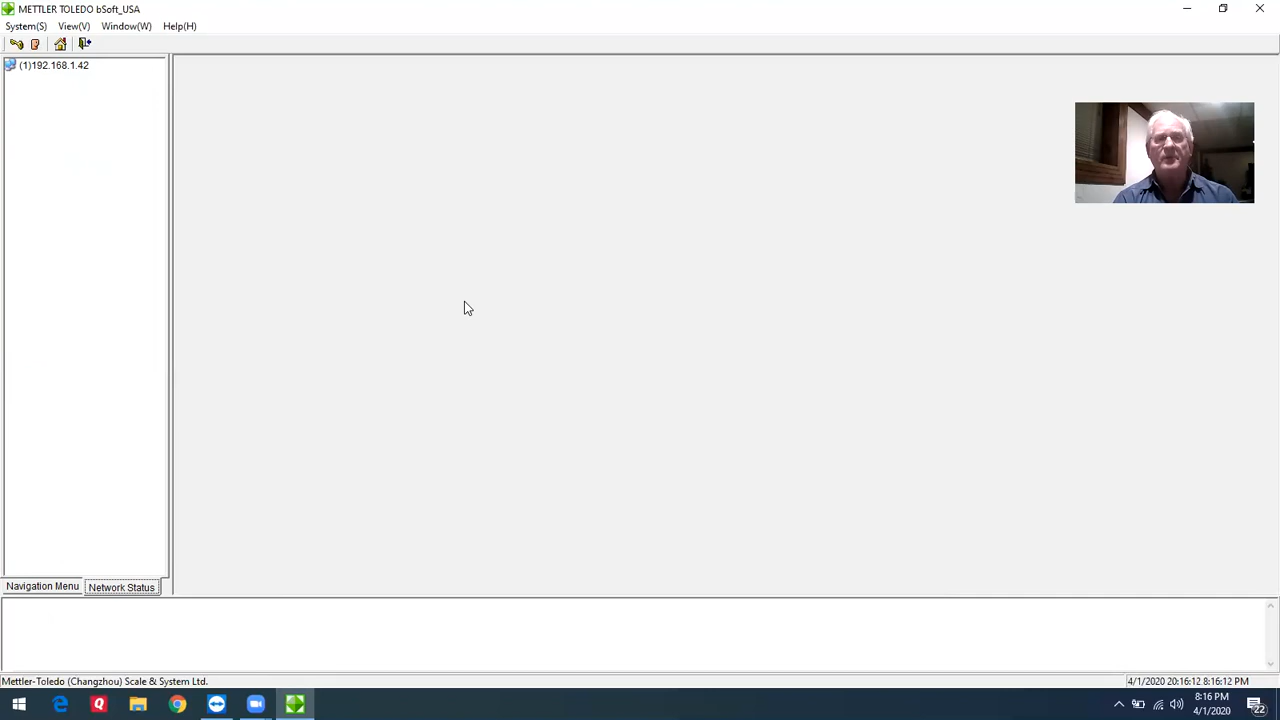 METTLER TOLEDO bSoft_USA
System(S) View(V) Window(W) Help(H)
(1)192.168.1.42
Navigation Menu Network Status
Mettler-Toledo (Changzhou) Scale & System Ltd. 4/1/2020 20:16:12 8:16:12 PM
8:16 PM
4/1/2020
22